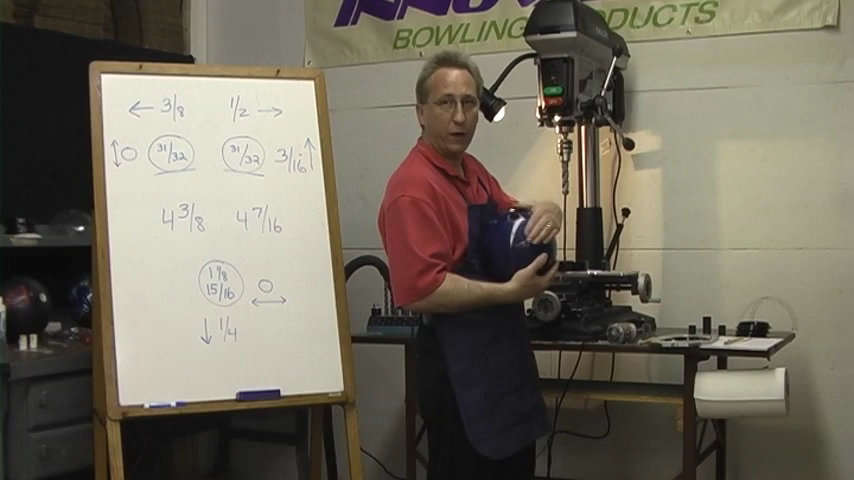 BOWLING PRODUCTS
← 3/8 1/2 →
↕ 0 31/32 31/32 3/16 ↑
4 3/8 4 7/16
1 1/8
15/16 0
↔
↓ 1/4